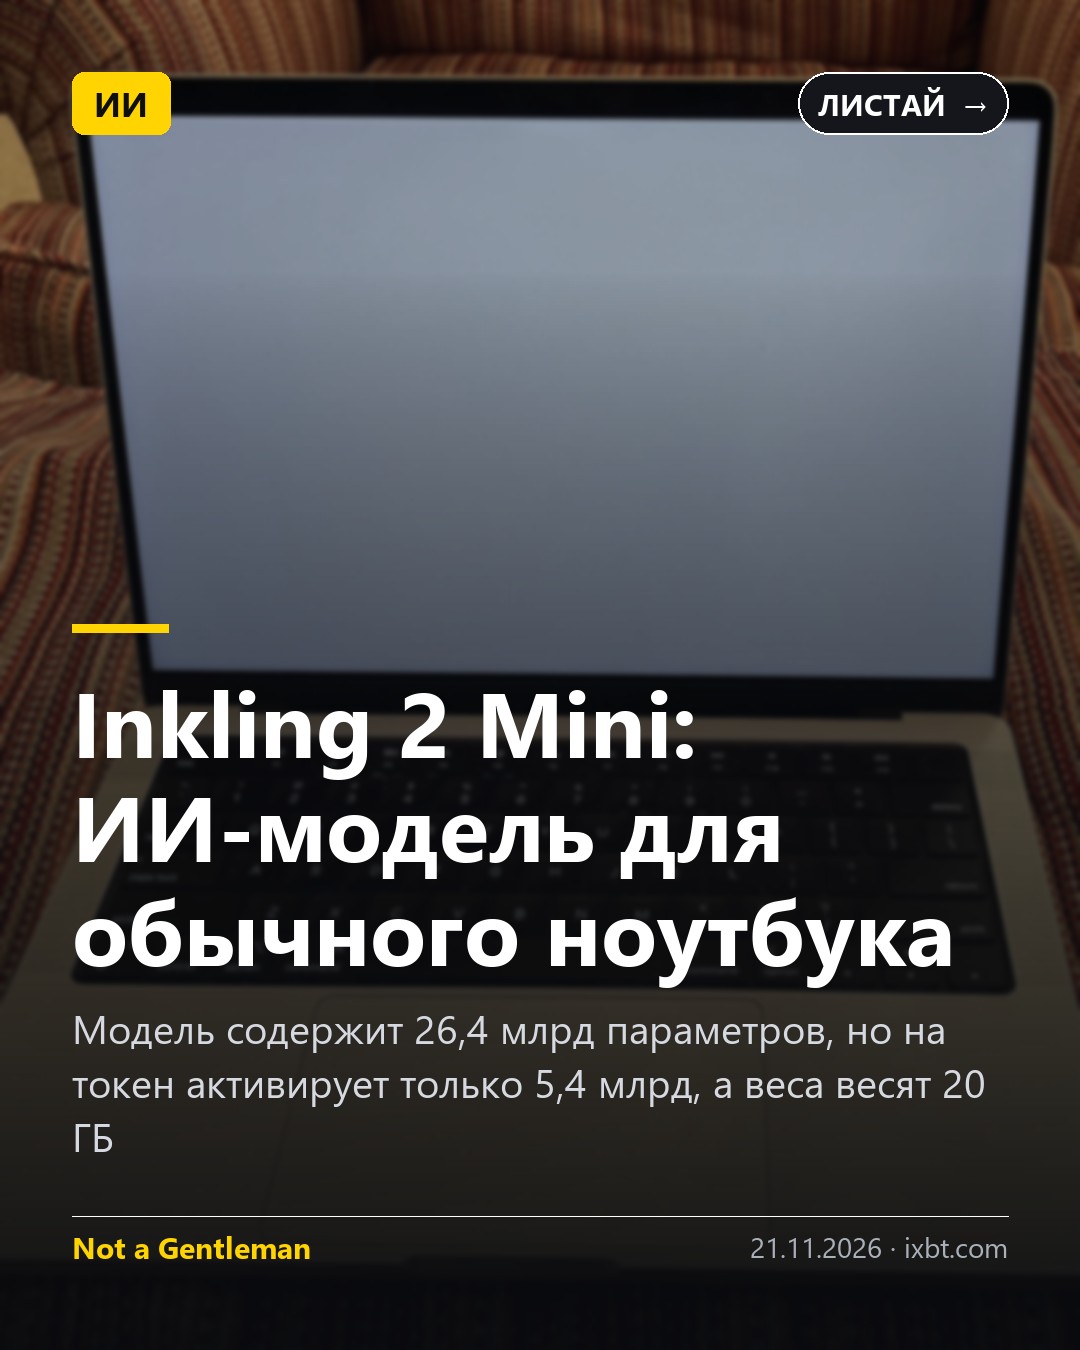 ИИ
ЛИСТАЙ →
Inkling 2 Mini:
ИИ-модель для
обычного ноутбука
Модель содержит 26,4 млрд параметров, но на
токен активирует только 5,4 млрд, а веса весят 20
ГБ
Not a Gentleman
21.11.2026 · ixbt.com